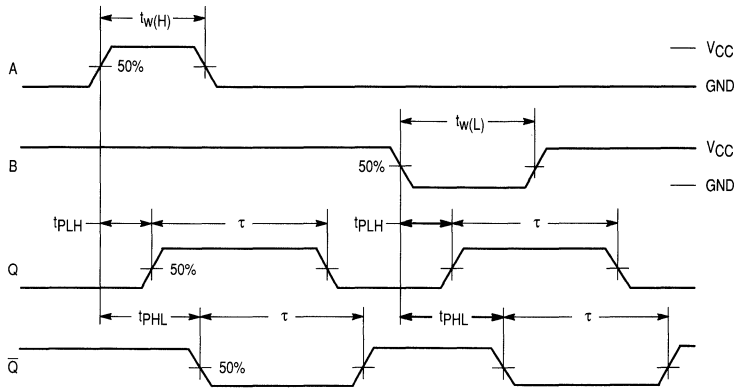 tw(H)
VCC
A
50%
GND
tw(L)
VCC
B
50%
GND
tPLH
τ
tPLH
τ
Q
50%
tPHL
τ
tPHL
τ
Q̅
50%